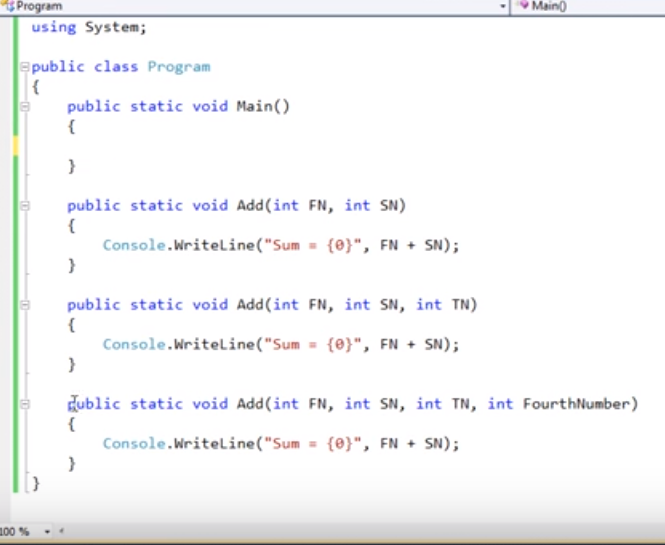 Program Main()
using System;
public class Program
{
public static void Main()
{
}
public static void Add(int FN, int SN)
{
Console.WriteLine("Sum = {0}", FN + SN);
}
public static void Add(int FN, int SN, int TN)
{
Console.WriteLine("Sum = {0}", FN + SN);
}
public static void Add(int FN, int SN, int TN, int FourthNumber)
{
Console.WriteLine("Sum = {0}", FN + SN);
}
}
100 %